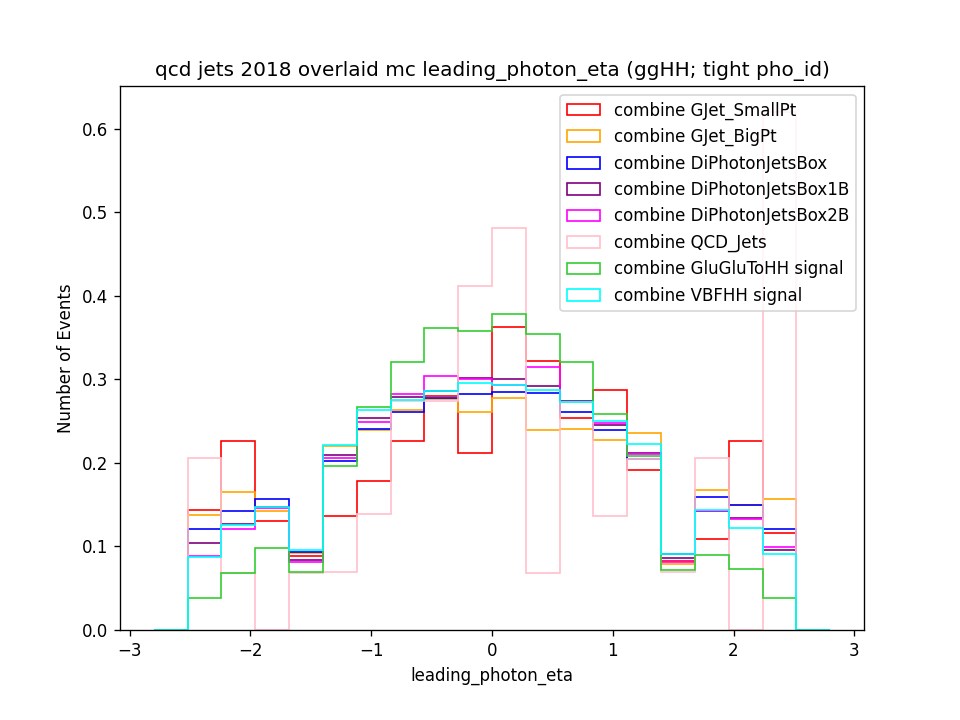 qcd jets 2018 overlaid mc leading_photon_eta (ggHH; tight pho_id)
combine GJet_SmallPt
combine GJet_BigPt
combine DiPhotonJetsBox
combine DiPhotonJetsBox1B
combine DiPhotonJetsBox2B
combine QCD_Jets
combine GluGluToHH signal
combine VBFHH signal
Number of Events
0.6
0.5
0.4
0.3
0.2
0.1
0.0
−3 −2 −1 0 1 2 3
leading_photon_eta